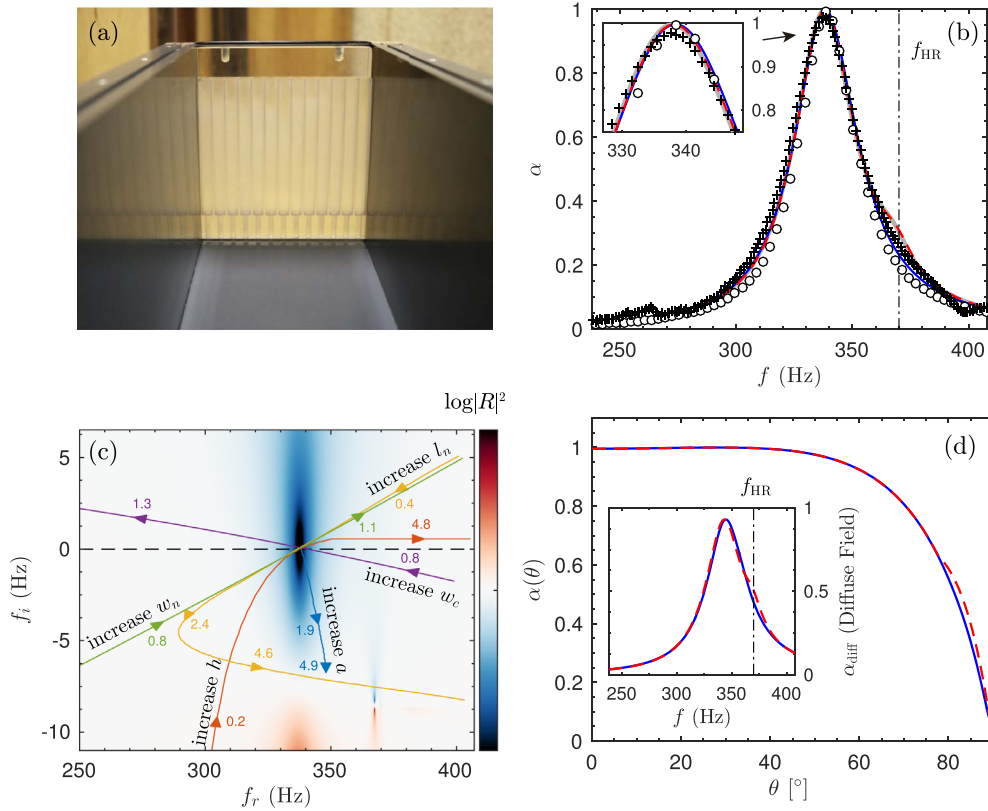 (a)
(b)
1
0.8
0.6
0.4
0.2
0
α
250
300
350
400
f (Hz)
f_HR
330
340
1
0.9
0.8
(c)
log|R|²
5
0
-5
-10
f_i (Hz)
250
300
350
400
f_r (Hz)
increase l_n
0.4
1.1
4.8
1.3
0.8
increase w_c
increase w_n
0.8
2.4
4.6
increase h
0.2
increase a
1.9
4.9
(d)
1
0.8
0.6
0.4
0.2
0
α(θ)
0
20
40
60
80
θ [°]
f_HR
1
0.5
0
α_diff (Diffuse Field)
250
300
350
400
f (Hz)